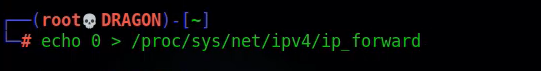 ┌──(root💀DRAGON)-[~]
└─# echo 0 > /proc/sys/net/ipv4/ip_forward